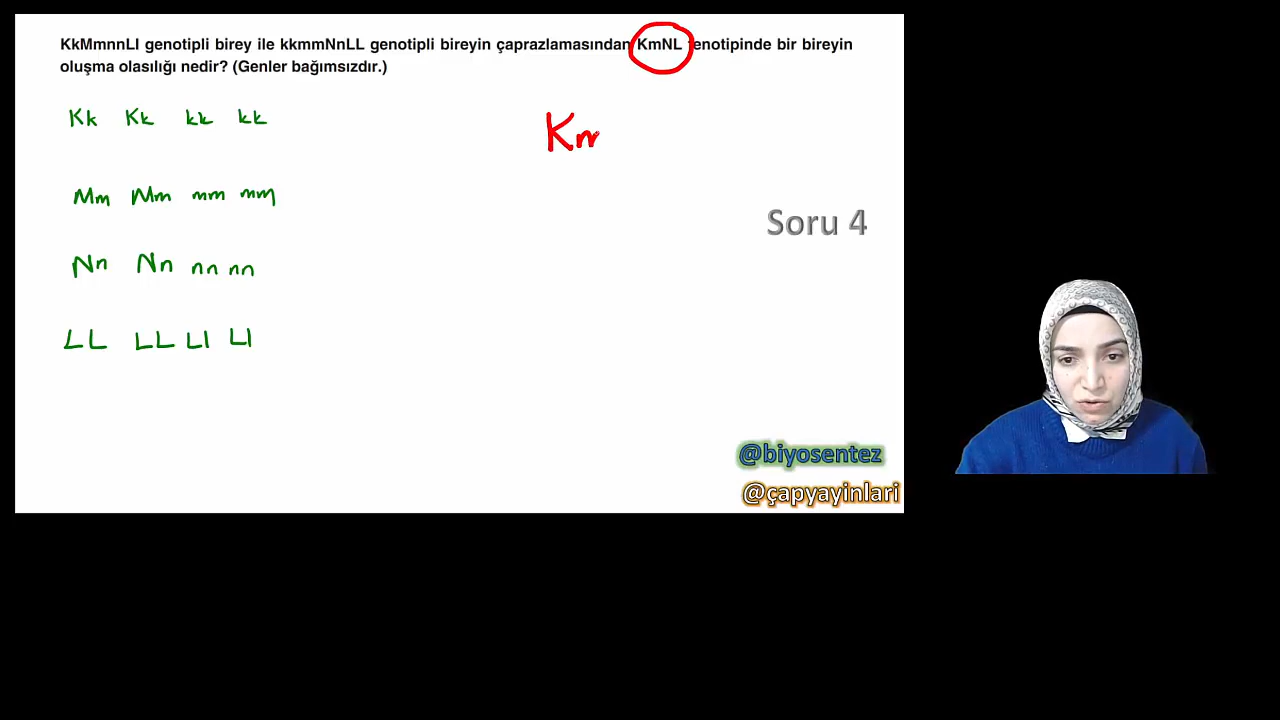 KkMmnnLl genotipli birey ile kkmmNnLL genotipli bireyin çaprazlamasından KmNL fenotipinde bir bireyin
oluşma olasılığı nedir? (Genler bağımsızdır.)
Kk Kk kk kk
Km
Mm Mm mm mm
Soru 4
Nn Nn nn nn
LL LL Ll Ll
@biyosentez
@çapyayinlari